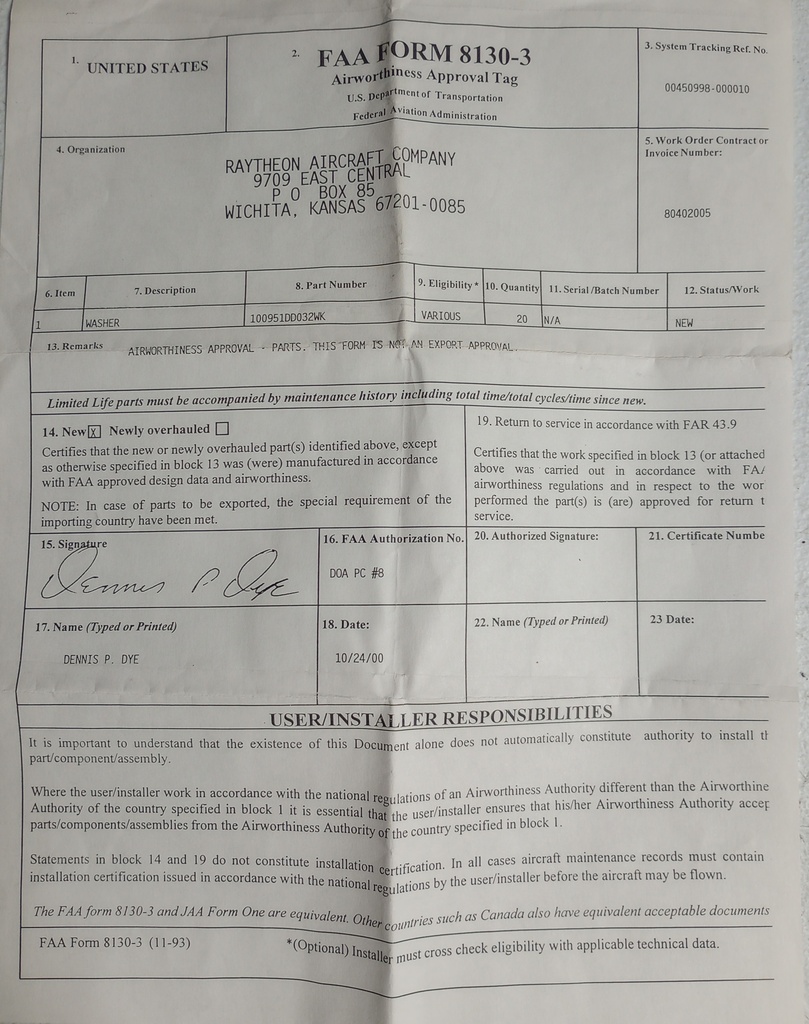 1. UNITED STATES
2. FAA FORM 8130-3
Airworthiness Approval Tag
U.S. Department of Transportation
Federal Aviation Administration
3. System Tracking Ref. No.
00450998-000010
4. Organization
RAYTHEON AIRCRAFT COMPANY
9709 EAST CENTRAL
P O BOX 85
WICHITA, KANSAS 67201-0085
5. Work Order Contract or
Invoice Number:
80402005
6. Item 7. Description 8. Part Number 9. Eligibility * 10. Quantity 11. Serial /Batch Number 12. Status/Work
1 WASHER 100951DD032WK VARIOUS 20 N/A NEW
13. Remarks AIRWORTHINESS APPROVAL - PARTS. THIS FORM IS NOT AN EXPORT APPROVAL.
Limited Life parts must be accompanied by maintenance history including total time/total cycles/time since new.
14. New X Newly overhauled
Certifies that the new or newly overhauled part(s) identified above, except
as otherwise specified in block 13 was (were) manufactured in accordance
with FAA approved design data and airworthiness.
NOTE: In case of parts to be exported, the special requirement of the
importing country have been met.
19. Return to service in accordance with FAR 43.9
Certifies that the work specified in block 13 (or attached
above was carried out in accordance with FA
airworthiness regulations and in respect to the wor
performed the part(s) is (are) approved for return t
service.
15. Signature
Dennis P Dye
16. FAA Authorization No.
DOA PC #8
20. Authorized Signature:
21. Certificate Numbe
17. Name (Typed or Printed)
DENNIS P. DYE
18. Date:
10/24/00
22. Name (Typed or Printed)
23 Date:
USER/INSTALLER RESPONSIBILITIES
It is important to understand that the existence of this Document alone does not automatically constitute authority to install th
part/component/assembly.
Where the user/installer work in accordance with the national regulations of an Airworthiness Authority different than the Airworthine
Authority of the country specified in block 1 it is essential that the user/installer ensures that his/her Airworthiness Authority accep
parts/components/assemblies from the Airworthiness Authority of the country specified in block 1.
Statements in block 14 and 19 do not constitute installation certification. In all cases aircraft maintenance records must contain
installation certification issued in accordance with the national regulations by the user/installer before the aircraft may be flown.
The FAA form 8130-3 and JAA Form One are equivalent. Other countries such as Canada also have equivalent acceptable documents
FAA Form 8130-3 (11-93) *(Optional) Installer must cross check eligibility with applicable technical data.